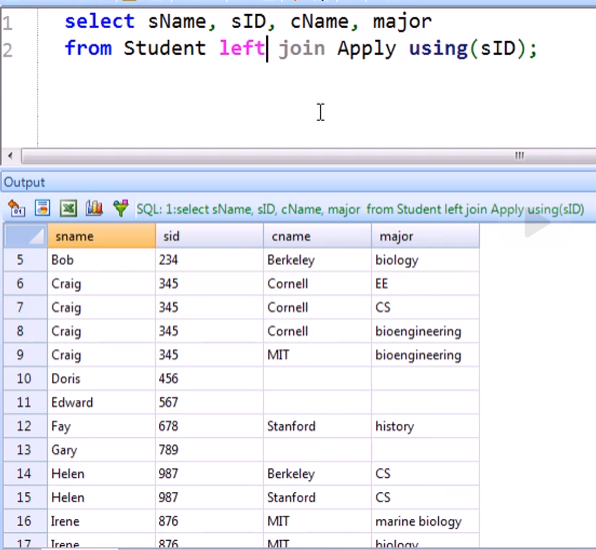 1 select sName, sID, cName, major
2 from Student left join Apply using(sID);
Output
SQL: 1:select sName, sID, cName, major from Student left join Apply using(sID)
sname sid cname major
5 Bob 234 Berkeley biology
6 Craig 345 Cornell EE
7 Craig 345 Cornell CS
8 Craig 345 Cornell bioengineering
9 Craig 345 MIT bioengineering
10 Doris 456
11 Edward 567
12 Fay 678 Stanford history
13 Gary 789
14 Helen 987 Berkeley CS
15 Helen 987 Stanford CS
16 Irene 876 MIT marine biology
17 Irene 876 MIT biology